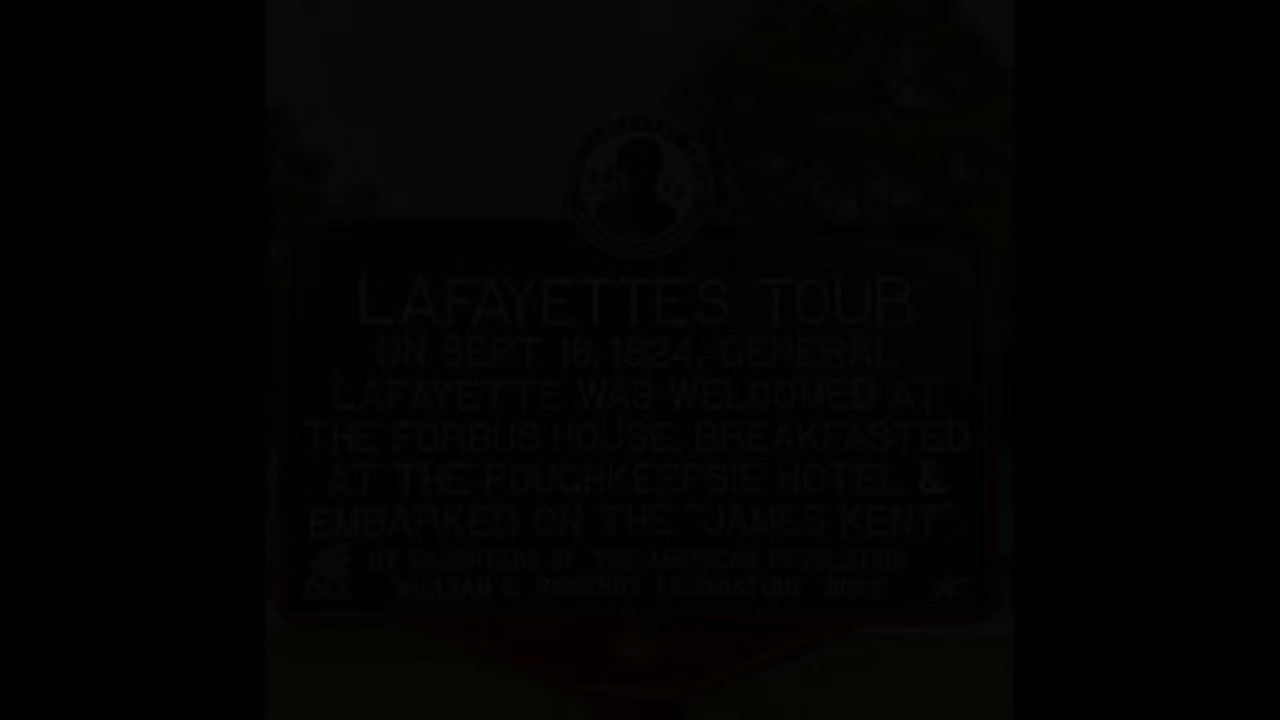 LAFAYETTE'S TOUR
ON SEPT. 16, 1824, GENERAL
LAFAYETTE WAS WELCOMED AT
THE FORBUS HOUSE, BREAKFASTED
AT THE POUGHKEEPSIE HOTEL &
EMBARKED ON THE "JAMES KENT".
NY DAUGHTERS OF THE AMERICAN REVOLUTION
WILLIAM G. POMEROY FOUNDATION 2023